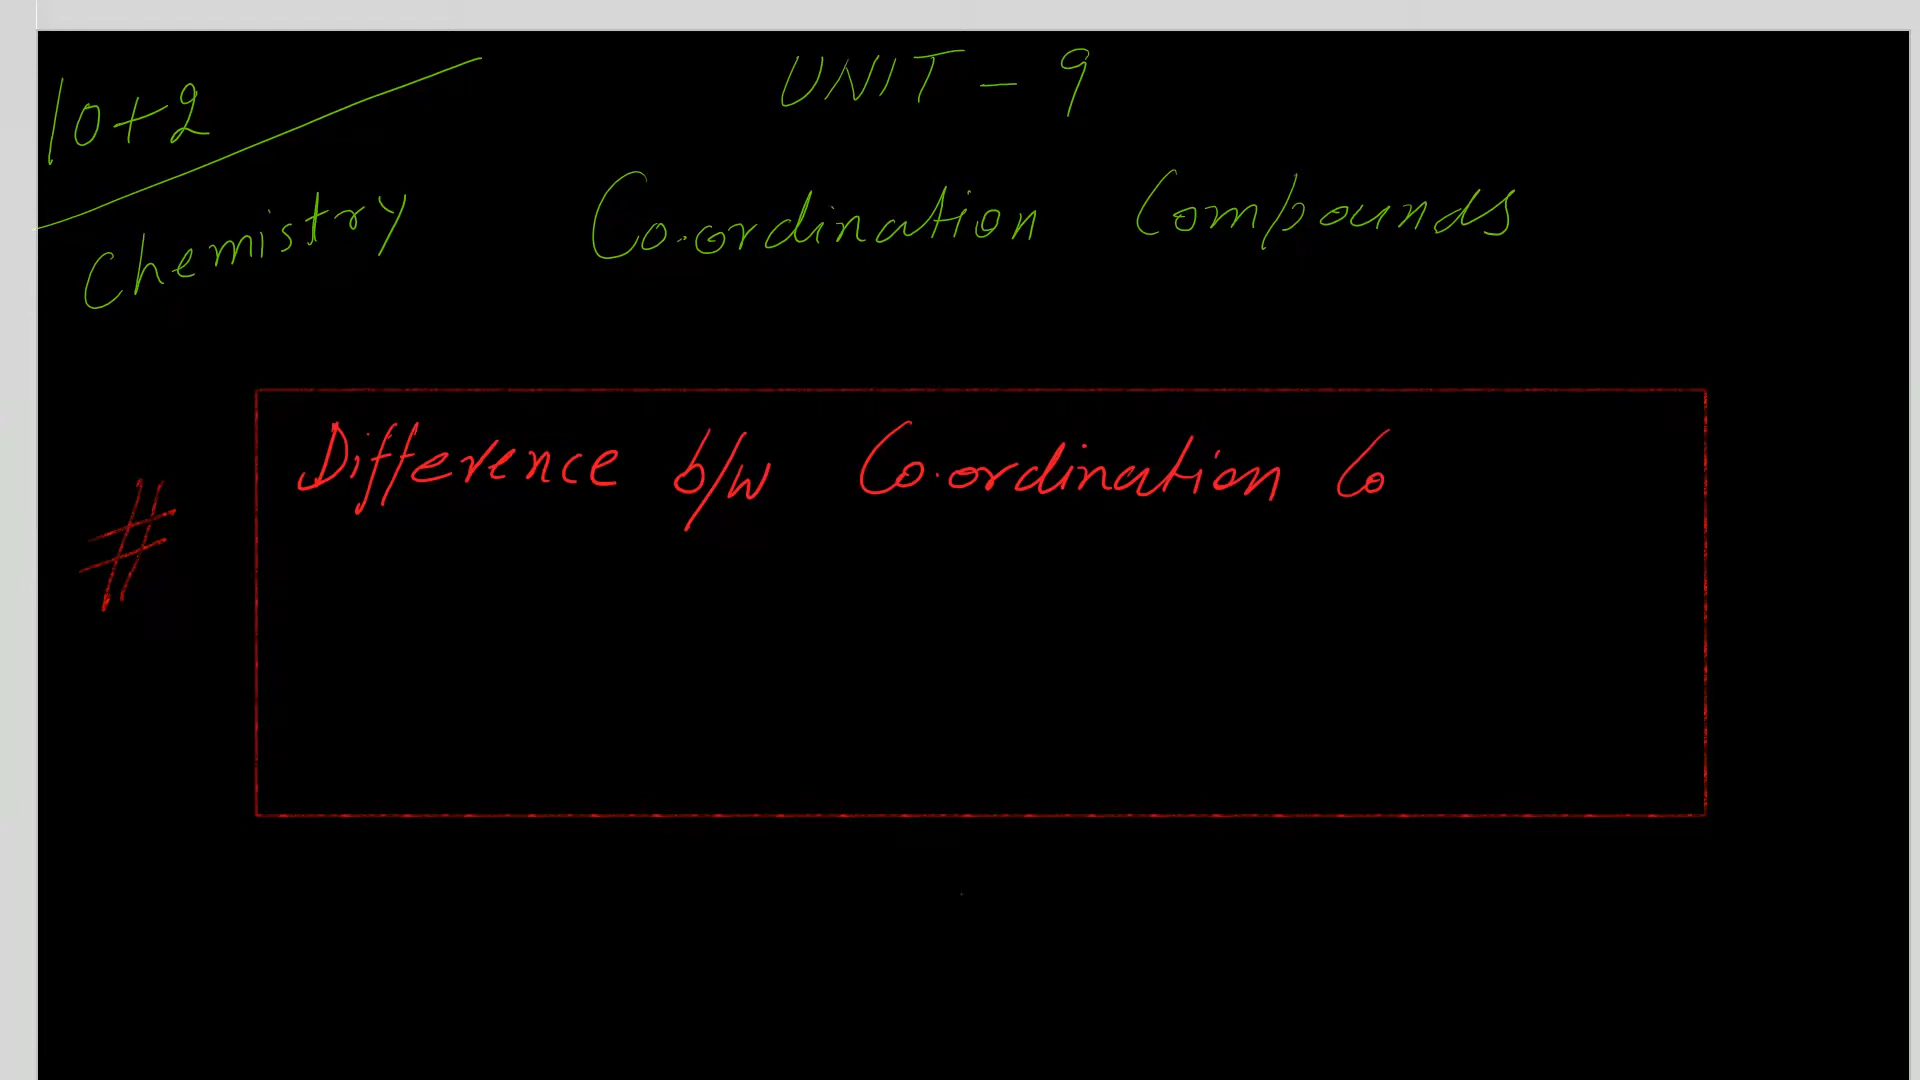 10+2
UNIT - 9
Chemistry
Co.ordination Compounds
#
Difference b/w Co.ordination Co